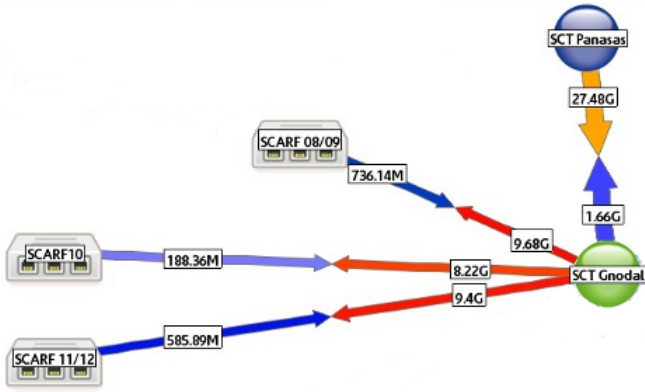 SCT Panasas
27.48G
SCARF 08/09
736.14M
1.66G
9.68G
SCARF10
188.36M
8.22G
SCT Gnodal
9.4G
585.89M
SCARF 11/12